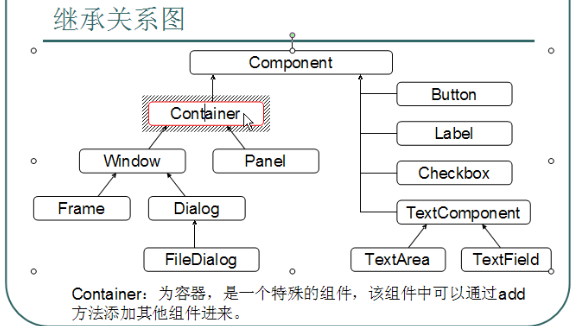 继承关系图
Component
Container
Button
Label
Window
Panel
Checkbox
Frame
Dialog
TextComponent
FileDialog
TextArea
TextField
Container：为容器，是一个特殊的组件，该组件中可以通过add
方法添加其他组件进来。